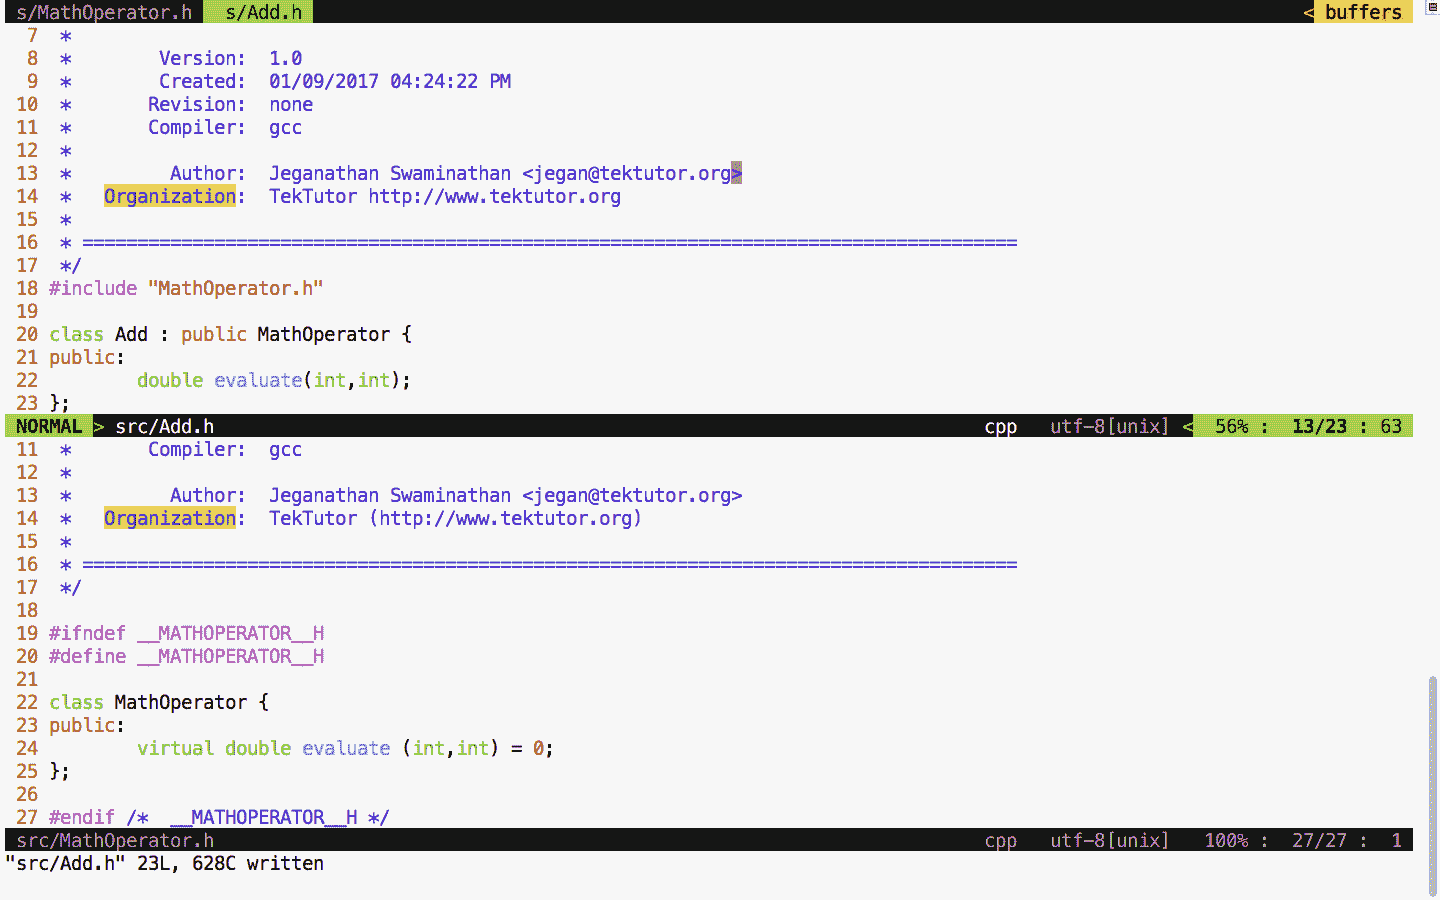 s/MathOperator.h s/Add.h < buffers
7 *
8 * Version: 1.0
9 * Created: 01/09/2017 04:24:22 PM
10 * Revision: none
11 * Compiler: gcc
12 *
13 * Author: Jeganathan Swaminathan <jegan@tektutor.org>
14 * Organization: TekTutor http://www.tektutor.org
15 *
16 * =====================================================================================
17 */
18 #include "MathOperator.h"
19
20 class Add : public MathOperator {
21 public:
22 double evaluate(int,int);
23 };
NORMAL > src/Add.h cpp utf-8[unix] < 56% : 13/23 : 63
11 * Compiler: gcc
12 *
13 * Author: Jeganathan Swaminathan <jegan@tektutor.org>
14 * Organization: TekTutor (http://www.tektutor.org)
15 *
16 * =====================================================================================
17 */
18
19 #ifndef __MATHOPERATOR__H
20 #define __MATHOPERATOR__H
21
22 class MathOperator {
23 public:
24 virtual double evaluate (int,int) = 0;
25 };
26
27 #endif /* __MATHOPERATOR__H */
src/MathOperator.h cpp utf-8[unix] 100% : 27/27 : 1
"src/Add.h" 23L, 628C written